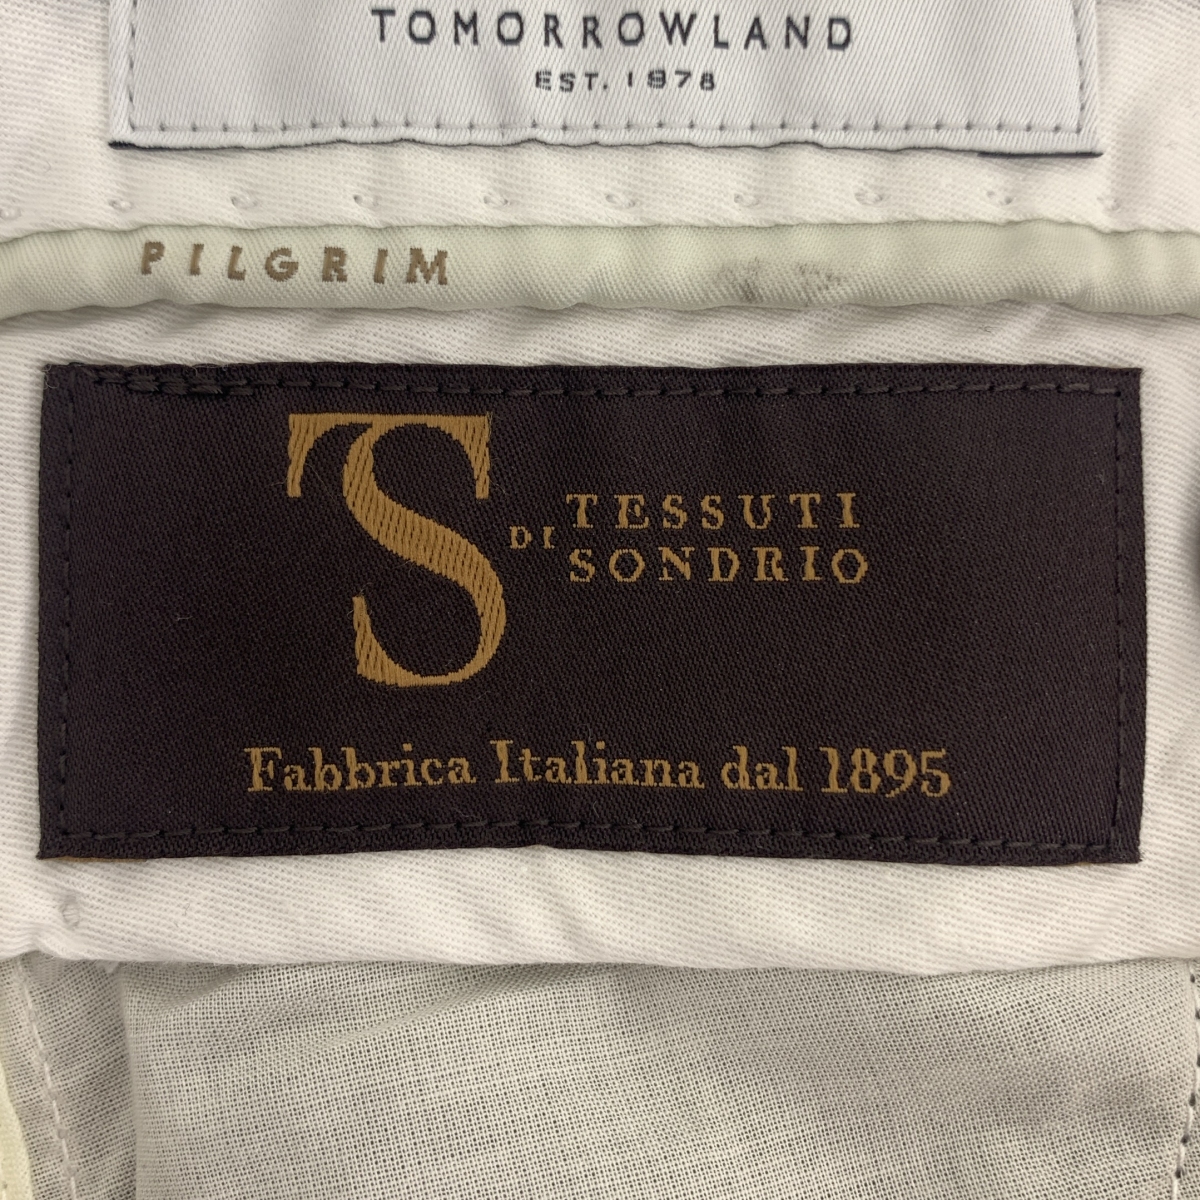 TOMORROWLAND
EST. 1978
PILGRIM
TS
DI TESSUTI
SONDRIO
Fabbrica Italiana dal 1895